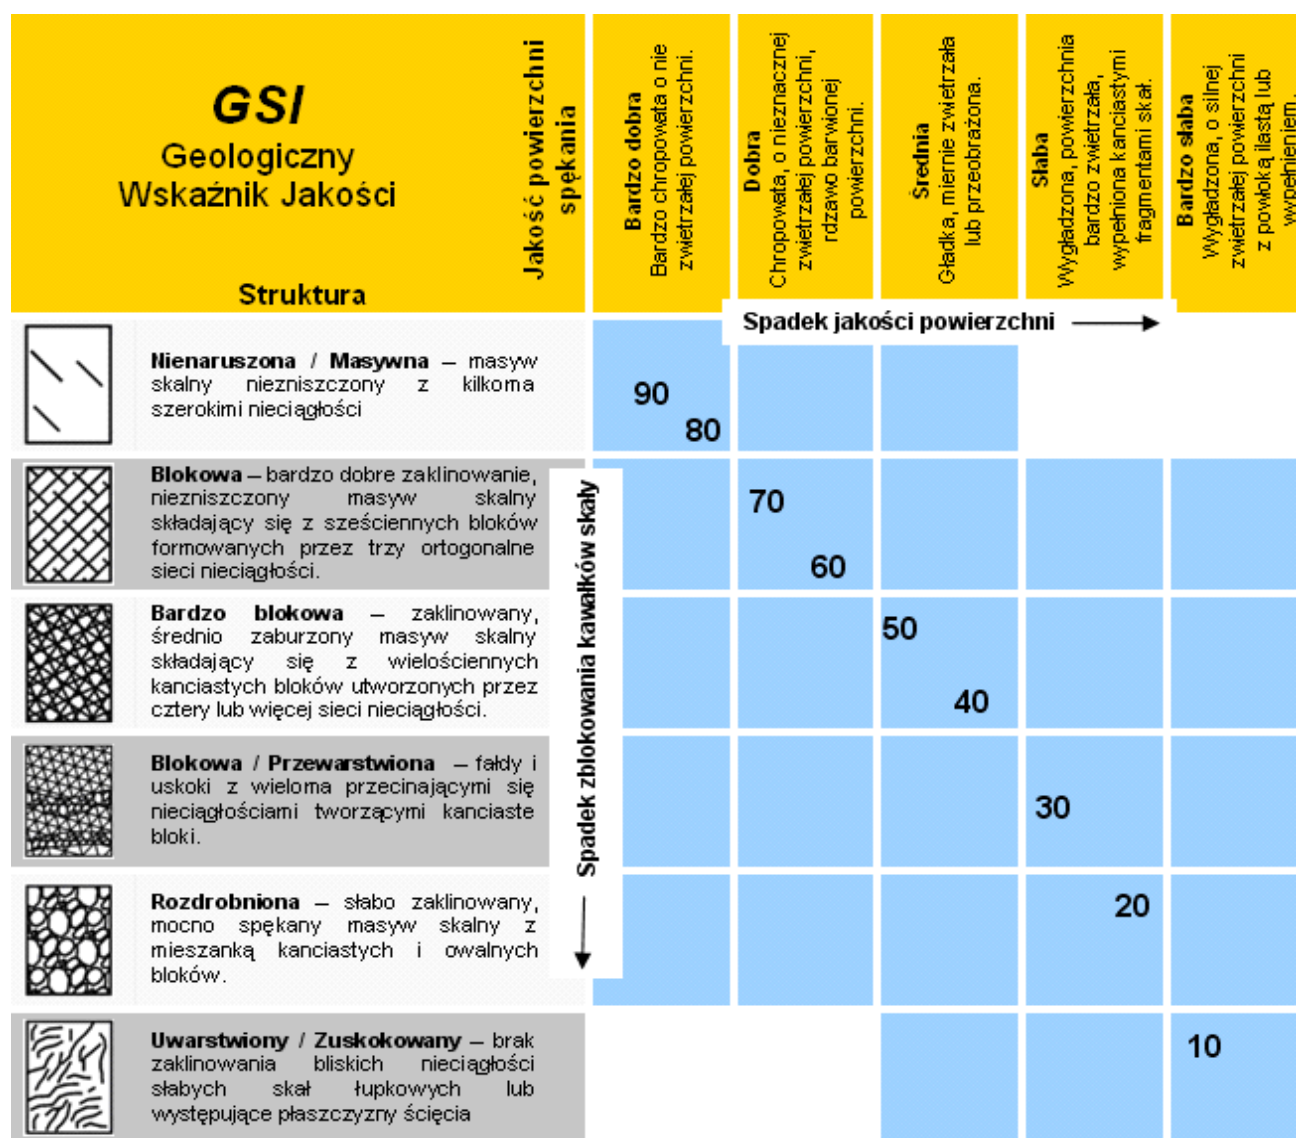 GSI
Geologiczny
Wskaźnik Jakości
Struktura
Jakość powierzchni
spękania
Bardzo dobra
Bardzo chropowata o nie
zwietrzałej powierzchni.
Dobra
Chropowata, o nieznacznej
zwietrzałej powierzchni,
rdzawo barwionej
powierzchni.
Średnia
Gładka, miernie zwietrzała
lub przeobrażona.
Słaba
Wygładzona, powierzchnia
bardzo zwietrzała,
wypełniona kanciastymi
fragmentami skał.
Bardzo słaba
Wygładzona, o silnej
zwietrzałej powierzchni
z powłoką ilastą lub
wypełnieniem.
Spadek jakości powierzchni
Nienaruszona / Masywna – masyw
skalny niezniszczony z kilkoma
szerokimi nieciągłości
90
80
Spadek zblokowania kawałków skały
Blokowa – bardzo dobre zaklinowanie,
niezniszczony masyw skalny
składający się z sześciennych bloków
formowanych przez trzy ortogonalne
sieci nieciągłości.
70
60
Bardzo blokowa – zaklinowany,
średnio zaburzony masyw skalny
składający się z wielościennych
kanciastych bloków utworzonych przez
cztery lub więcej sieci nieciągłości.
50
40
Blokowa / Przewarstwiona – fałdy i
uskoki z wieloma przecinającymi się
nieciągłościami tworzącymi kanciaste
bloki.
30
Rozdrobniona – słabo zaklinowany,
mocno spękany masyw skalny z
mieszanką kanciastych i owalnych
bloków.
20
Uwarstwiony / Zuskokowany – brak
zaklinowania bliskich nieciągłości
słabych skał łupkowych lub
występujące płaszczyzny ścięcia
10